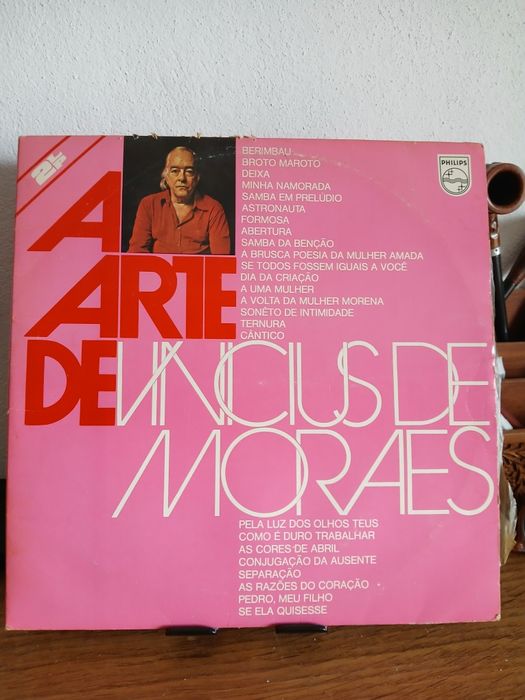 2LP
A
ARTE
DE VINICIUS DE
MORAES
BERIMBAU
BROTO MAROTO
DEIXA
MINHA NAMORADA
SAMBA EM PRELÚDIO
ASTRONAUTA
FORMOSA
ABERTURA
SAMBA DA BENÇÃO
A BRUSCA POESIA DA MULHER AMADA
SE TODOS FOSSEM IGUAIS A VOCÊ
DIA DA CRIAÇÃO
A UMA MULHER
A VOLTA DA MULHER MORENA
SONÊTO DE INTIMIDADE
TERNURA
CÂNTICO
PHILIPS
PELA LUZ DOS OLHOS TEUS
COMO É DURO TRABALHAR
AS CORES DE ABRIL
CONJUGAÇÃO DA AUSENTE
SEPARAÇÃO
AS RAZÕES DO CORAÇÃO
PEDRO, MEU FILHO
SE ELA QUISESSE